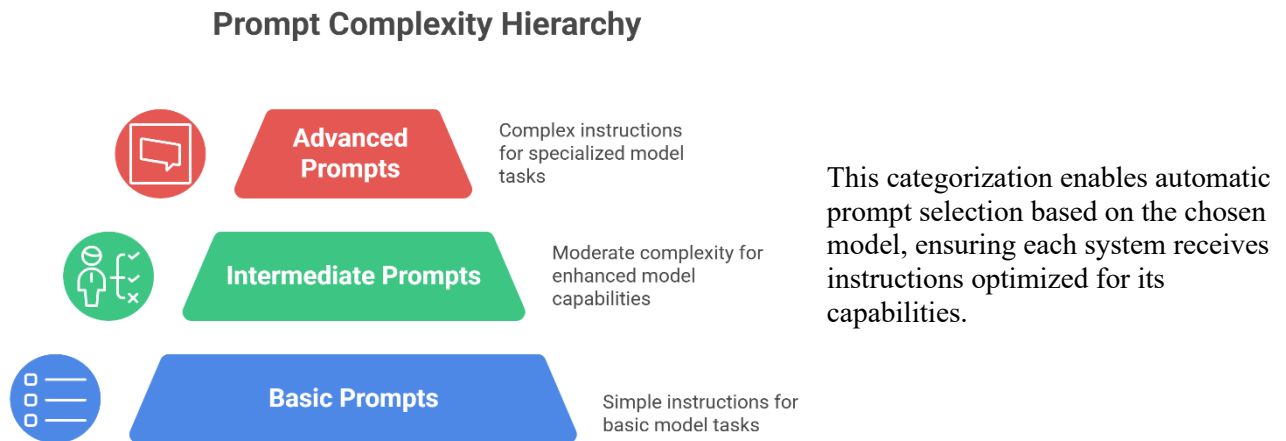 Prompt Complexity Hierarchy
Advanced
Prompts
Complex instructions
for specialized model
tasks
Intermediate Prompts
Moderate complexity for
enhanced model
capabilities
Basic Prompts
Simple instructions for
basic model tasks
This categorization enables automatic
prompt selection based on the chosen
model, ensuring each system receives
instructions optimized for its
capabilities.